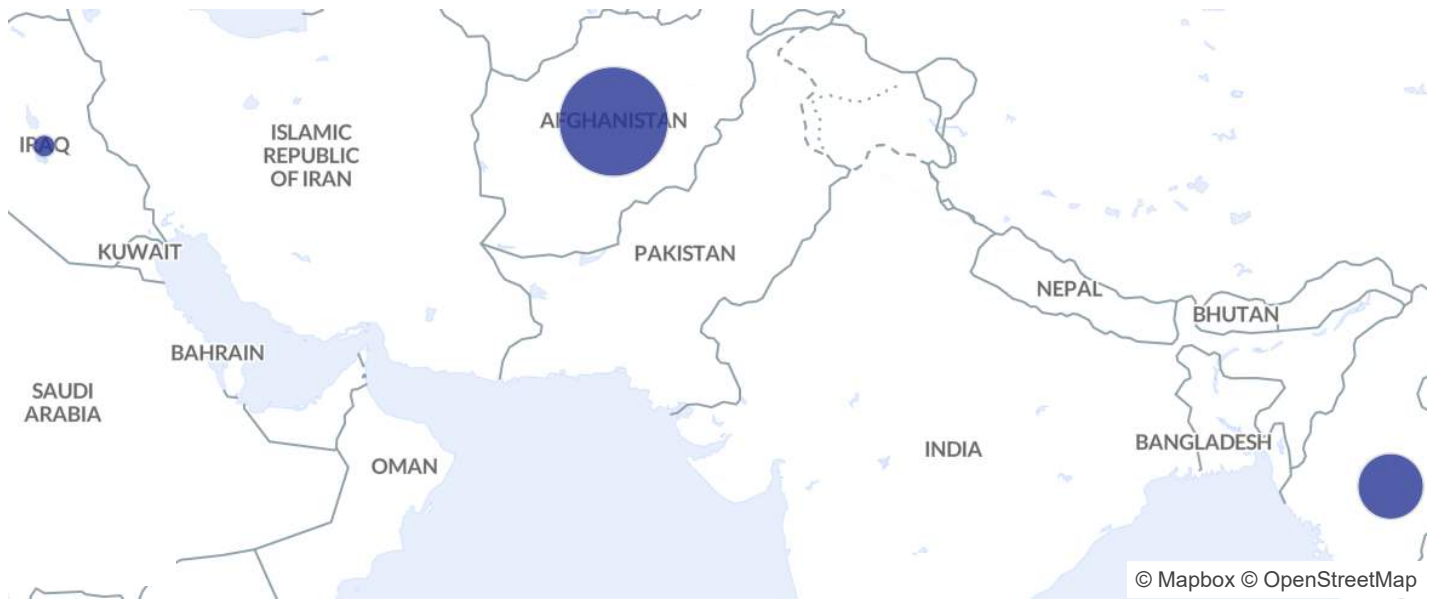 AFGHANISTAN
IRAQ
ISLAMIC
REPUBLIC
OF IRAN
KUWAIT
PAKISTAN
NEPAL
BHUTAN
BAHRAIN
SAUDI
ARABIA
OMAN
INDIA
BANGLADESH
© Mapbox © OpenStreetMap